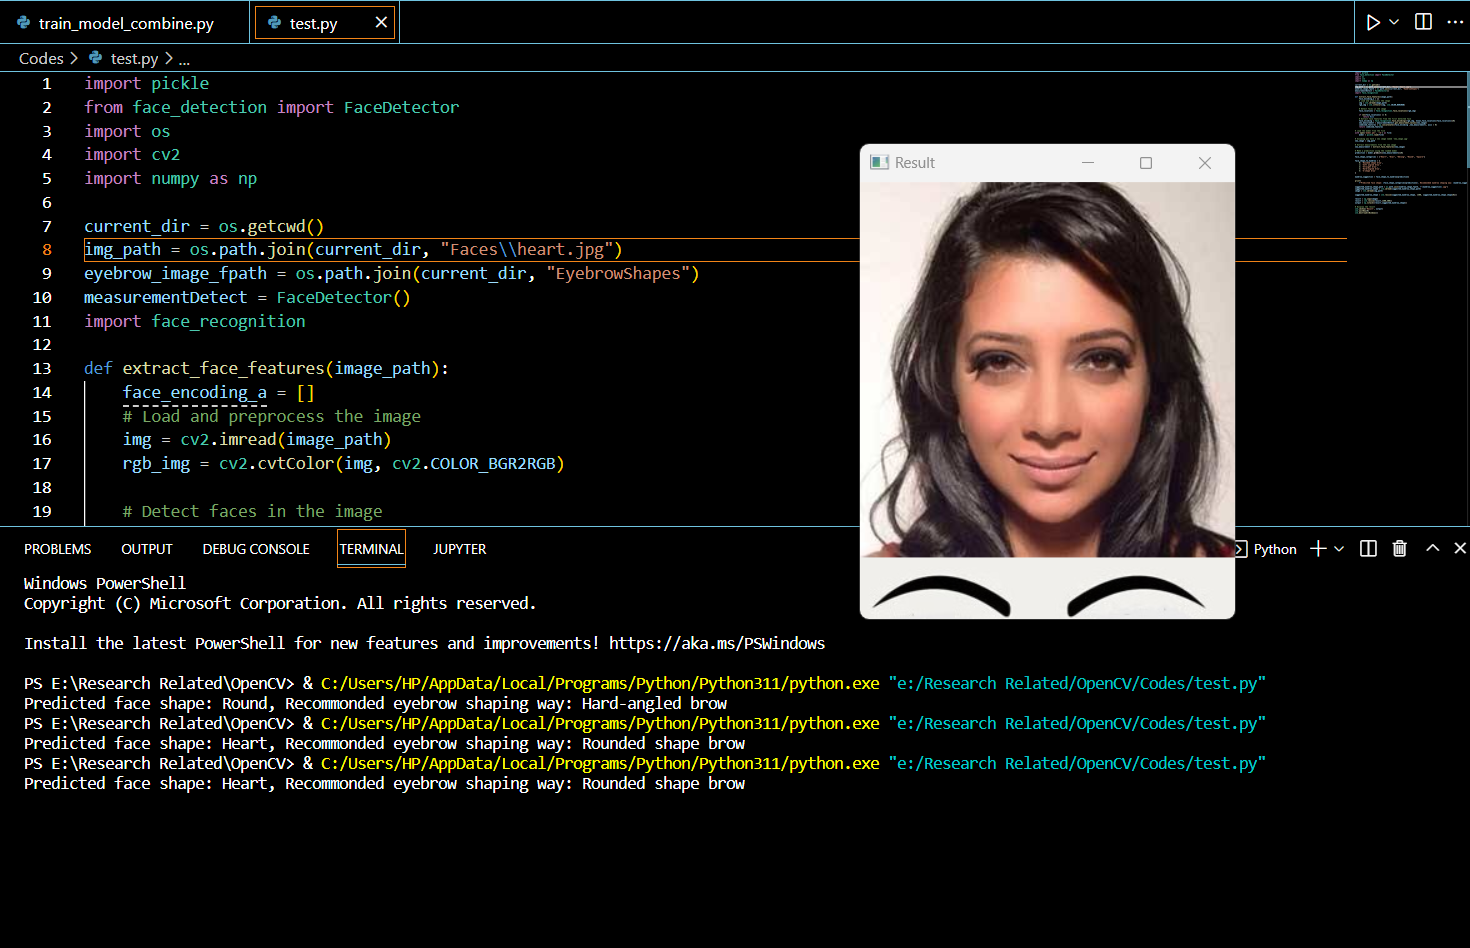 train_model_combine.py
test.py
Codes > test.py > ...
1 import pickle
2 from face_detection import FaceDetector
3 import os
4 import cv2
5 import numpy as np
6
7 current_dir = os.getcwd()
8 img_path = os.path.join(current_dir, "Faces\\heart.jpg")
9 eyebrow_image_fpath = os.path.join(current_dir, "EyebrowShapes")
10 measurementDetect = FaceDetector()
11 import face_recognition
12
13 def extract_face_features(image_path):
14 face_encoding_a = []
15 # Load and preprocess the image
16 img = cv2.imread(image_path)
17 rgb_img = cv2.cvtColor(img, cv2.COLOR_BGR2RGB)
18
19 # Detect faces in the image
Result
PROBLEMS OUTPUT DEBUG CONSOLE TERMINAL JUPYTER
Python
Windows PowerShell
Copyright (C) Microsoft Corporation. All rights reserved.
Install the latest PowerShell for new features and improvements! https://aka.ms/PSWindows
PS E:\Research Related\OpenCV> & C:/Users/HP/AppData/Local/Programs/Python/Python311/python.exe "e:/Research Related/OpenCV/Codes/test.py"
Predicted face shape: Round, Recommonded eyebrow shaping way: Hard-angled brow
PS E:\Research Related\OpenCV> & C:/Users/HP/AppData/Local/Programs/Python/Python311/python.exe "e:/Research Related/OpenCV/Codes/test.py"
Predicted face shape: Heart, Recommonded eyebrow shaping way: Rounded shape brow
PS E:\Research Related\OpenCV> & C:/Users/HP/AppData/Local/Programs/Python/Python311/python.exe "e:/Research Related/OpenCV/Codes/test.py"
Predicted face shape: Heart, Recommonded eyebrow shaping way: Rounded shape brow